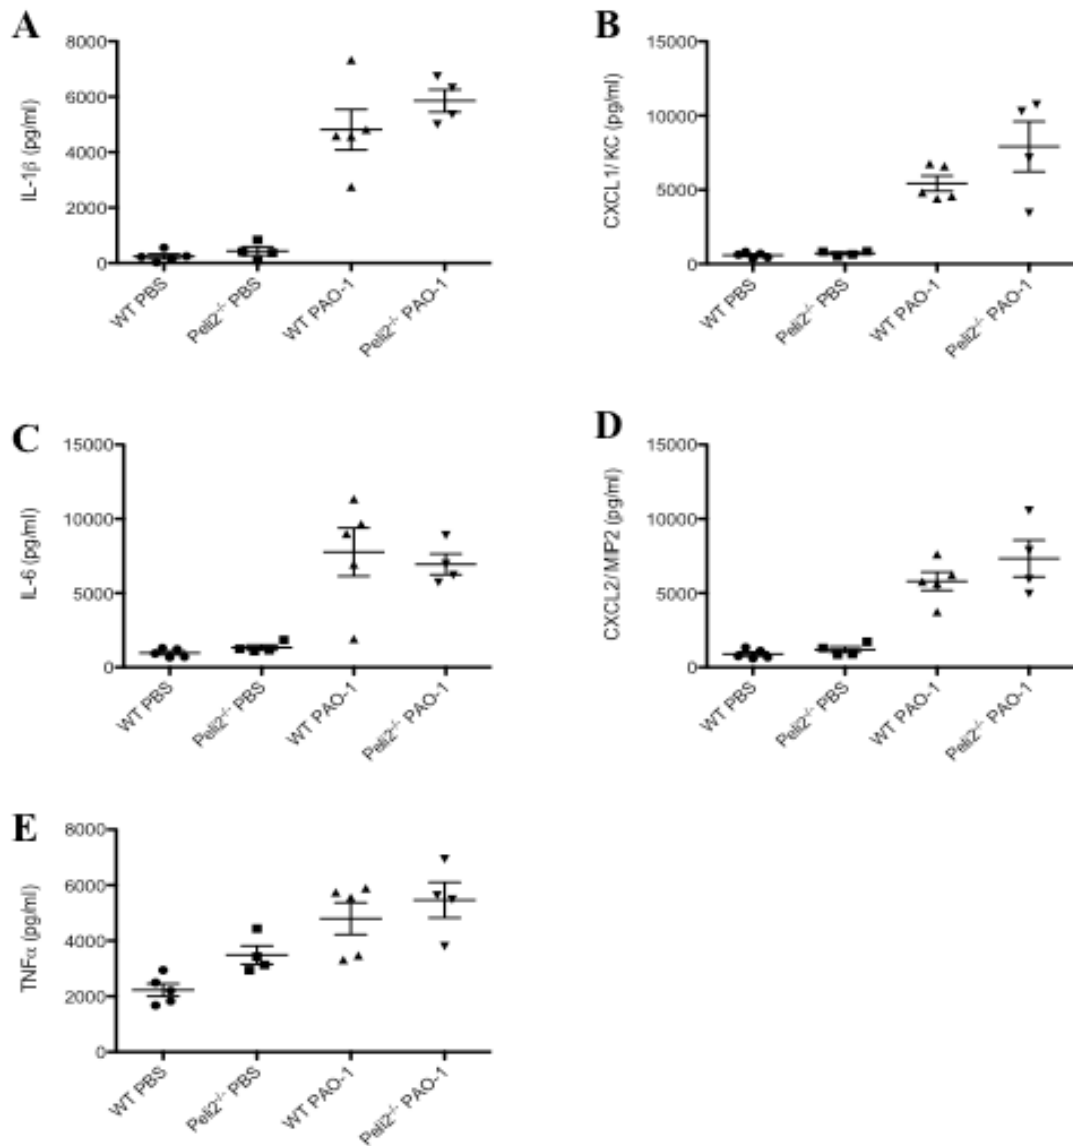 A
8000
6000
4000
2000
0
IL-1β (pg/ml)
WT PBS
Peli2⁻/⁻ PBS
WT PAO-1
Peli2⁻/⁻ PAO-1
B
15000
10000
5000
0
CXCL1/ KC (pg/ml)
WT PBS
Peli2⁻/⁻ PBS
WT PAO-1
Peli2⁻/⁻ PAO-1
C
15000
10000
5000
0
IL-6 (pg/ml)
WT PBS
Peli2⁻/⁻ PBS
WT PAO-1
Peli2⁻/⁻ PAO-1
D
15000
10000
5000
0
CXCL2/ MIP2 (pg/ml)
WT PBS
Peli2⁻/⁻ PBS
WT PAO-1
Peli2⁻/⁻ PAO-1
E
8000
6000
4000
2000
0
TNFα (pg/ml)
WT PBS
Peli2⁻/⁻ PBS
WT PAO-1
Peli2⁻/⁻ PAO-1